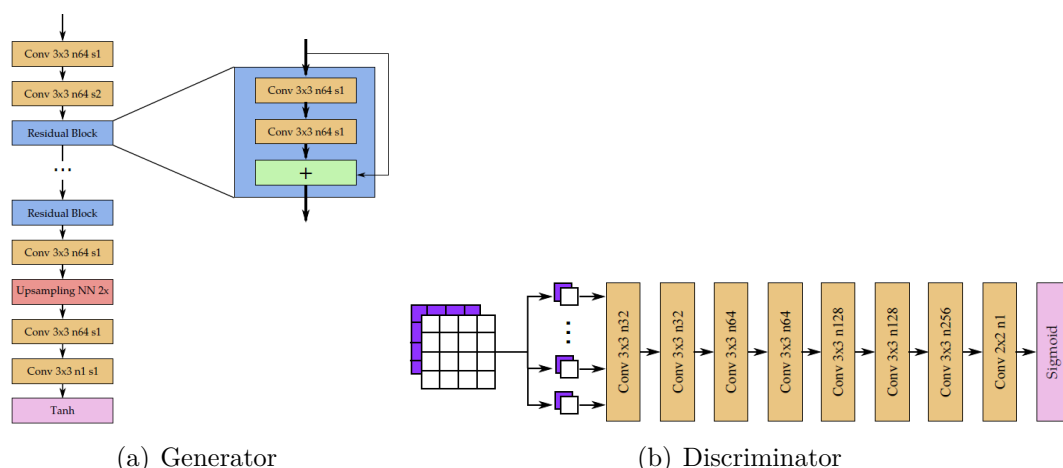 Conv 3x3 n64 s1
Conv 3x3 n64 s2
Residual Block
...
Residual Block
Conv 3x3 n64 s1
Upsampling NN 2x
Conv 3x3 n64 s1
Conv 3x3 n1 s1
Tanh
Conv 3x3 n64 s1
Conv 3x3 n64 s1
+
(a) Generator
...
Conv 3x3 n32
Conv 3x3 n32
Conv 3x3 n64
Conv 3x3 n64
Conv 3x3 n128
Conv 3x3 n128
Conv 3x3 n256
Conv 2x2 n1
Sigmoid
(b) Discriminator